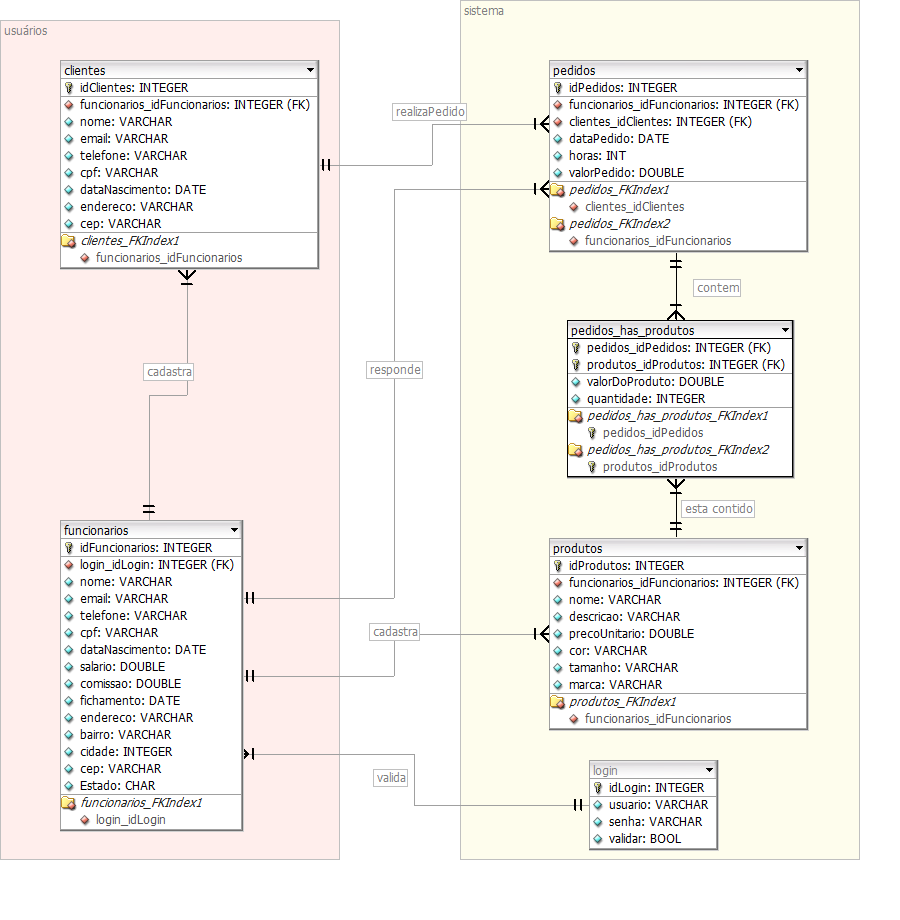 usuários
clientes
idClientes: INTEGER
funcionarios_idFuncionarios: INTEGER (FK)
nome: VARCHAR
email: VARCHAR
telefone: VARCHAR
cpf: VARCHAR
dataNascimento: DATE
endereco: VARCHAR
cep: VARCHAR
clientes_FKIndex1
funcionarios_idFuncionarios
cadastra
funcionarios
idFuncionarios: INTEGER
login_idLogin: INTEGER (FK)
nome: VARCHAR
email: VARCHAR
telefone: VARCHAR
cpf: VARCHAR
dataNascimento: DATE
salario: DOUBLE
comissao: DOUBLE
fichamento: DATE
endereco: VARCHAR
bairro: VARCHAR
cidade: INTEGER
cep: VARCHAR
Estado: CHAR
funcionarios_FKIndex1
login_idLogin
realizaPedido
responde
cadastra
valida
sistema
pedidos
idPedidos: INTEGER
funcionarios_idFuncionarios: INTEGER (FK)
clientes_idClientes: INTEGER (FK)
dataPedido: DATE
horas: INT
valorPedido: DOUBLE
pedidos_FKIndex1
clientes_idClientes
pedidos_FKIndex2
funcionarios_idFuncionarios
contem
pedidos_has_produtos
pedidos_idPedidos: INTEGER (FK)
produtos_idProdutos: INTEGER (FK)
valorDoProduto: DOUBLE
quantidade: INTEGER
pedidos_has_produtos_FKIndex1
pedidos_idPedidos
pedidos_has_produtos_FKIndex2
produtos_idProdutos
esta contido
produtos
idProdutos: INTEGER
funcionarios_idFuncionarios: INTEGER (FK)
nome: VARCHAR
descricao: VARCHAR
precoUnitario: DOUBLE
cor: VARCHAR
tamanho: VARCHAR
marca: VARCHAR
produtos_FKIndex1
funcionarios_idFuncionarios
login
idLogin: INTEGER
usuario: VARCHAR
senha: VARCHAR
validar: BOOL